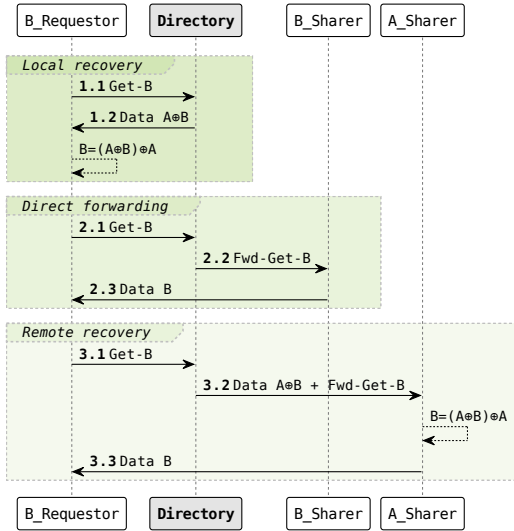 B_Requestor Directory B_Sharer A_Sharer
Local recovery
1.1 Get-B
1.2 Data A⊕B
B=(A⊕B)⊕A
Direct forwarding
2.1 Get-B
2.2 Fwd-Get-B
2.3 Data B
Remote recovery
3.1 Get-B
3.2 Data A⊕B + Fwd-Get-B
B=(A⊕B)⊕A
3.3 Data B
B_Requestor Directory B_Sharer A_Sharer